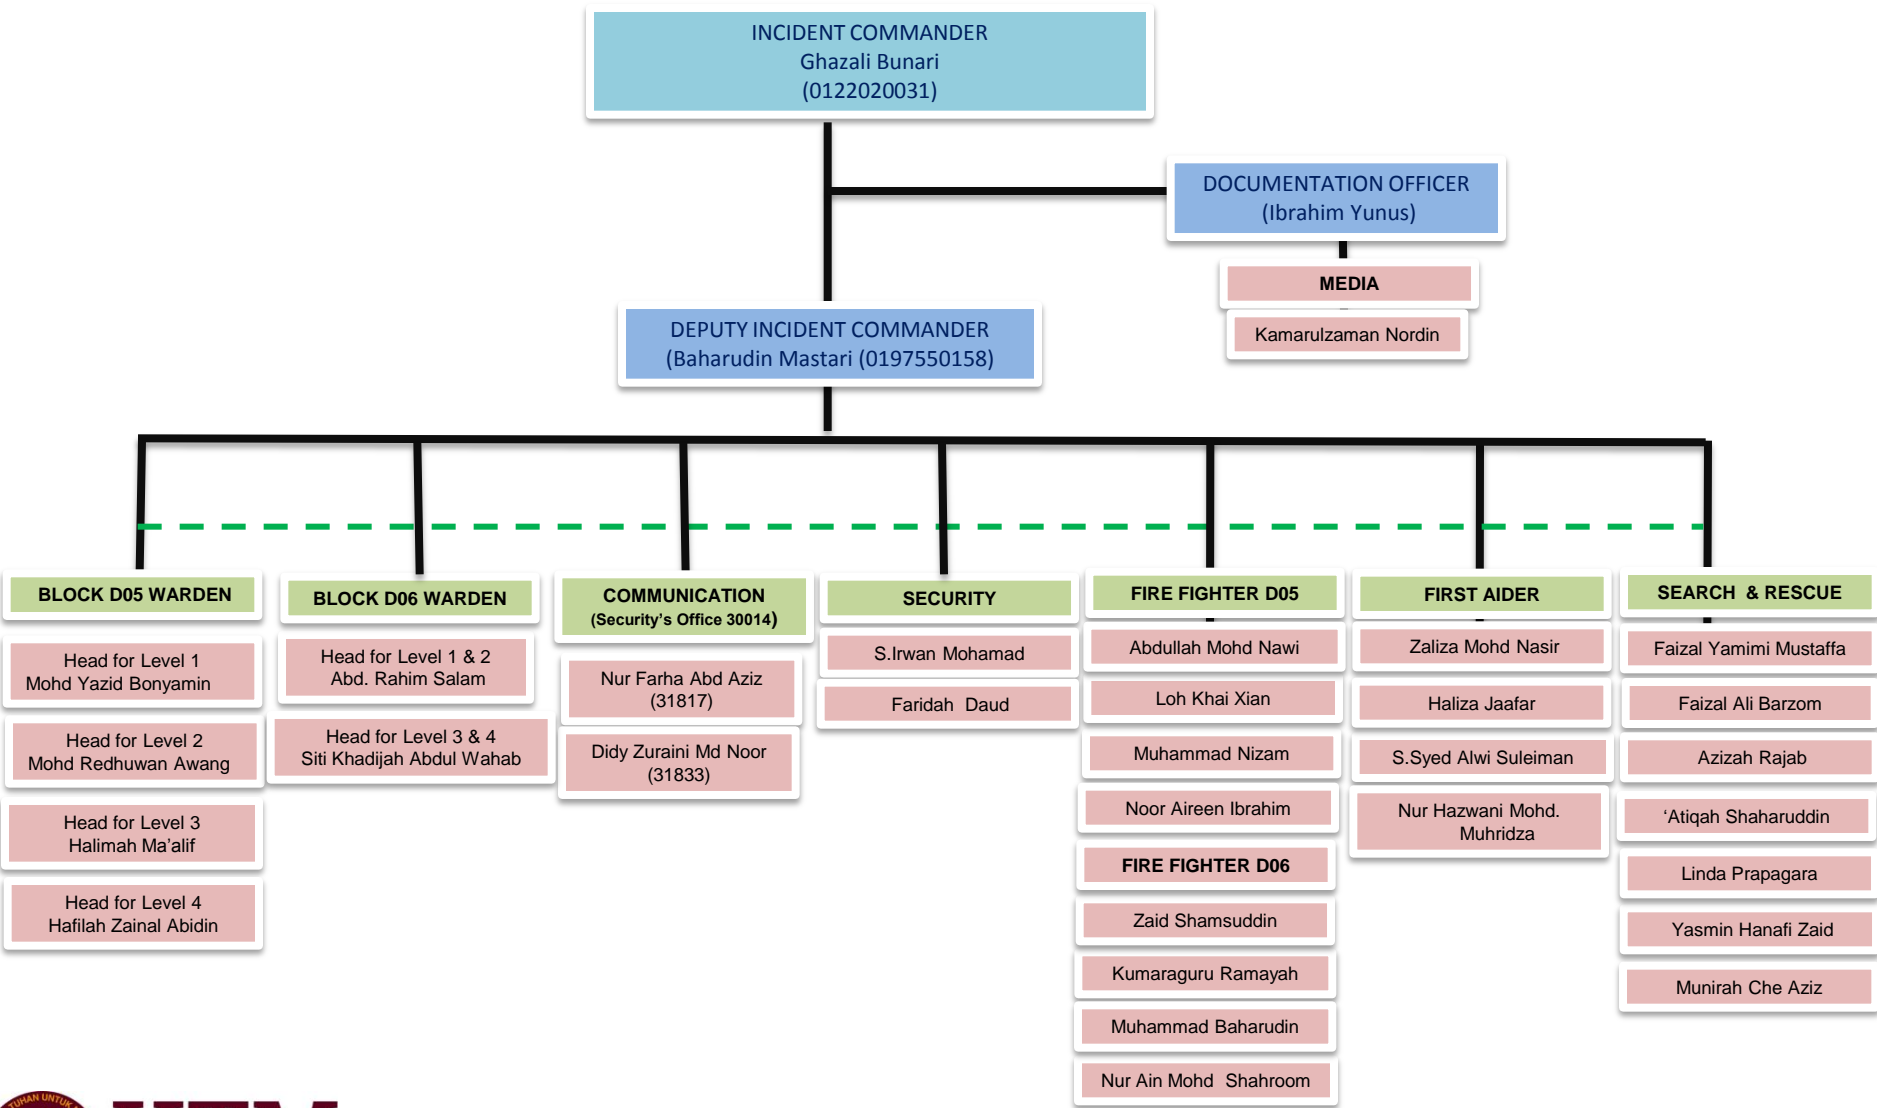 INCIDENT COMMANDER
Ghazali Bunari
(0122020031)
DOCUMENTATION OFFICER
(Ibrahim Yunus)
MEDIA
Kamarulzaman Nordin
DEPUTY INCIDENT COMMANDER
(Baharudin Mastari (0197550158)
BLOCK D05 WARDEN
Head for Level 1
Mohd Yazid Bonyamin
Head for Level 2
Mohd Redhuwan Awang
Head for Level 3
Halimah Ma’alif
Head for Level 4
Hafilah Zainal Abidin
BLOCK D06 WARDEN
Head for Level 1 & 2
Abd. Rahim Salam
Head for Level 3 & 4
Siti Khadijah Abdul Wahab
COMMUNICATION
(Security’s Office 30014)
Nur Farha Abd Aziz
(31817)
Didy Zuraini Md Noor
(31833)
SECURITY
S.Irwan Mohamad
Faridah Daud
FIRE FIGHTER D05
Abdullah Mohd Nawi
Loh Khai Xian
Muhammad Nizam
Noor Aireen Ibrahim
FIRE FIGHTER D06
Zaid Shamsuddin
Kumaraguru Ramayah
Muhammad Baharudin
Nur Ain Mohd Shahroom
FIRST AIDER
Zaliza Mohd Nasir
Haliza Jaafar
S.Syed Alwi Suleiman
Nur Hazwani Mohd.
Muhridza
SEARCH & RESCUE
Faizal Yamimi Mustaffa
Faizal Ali Barzom
Azizah Rajab
‘Atiqah Shaharuddin
Linda Prapagara
Yasmin Hanafi Zaid
Munirah Che Aziz